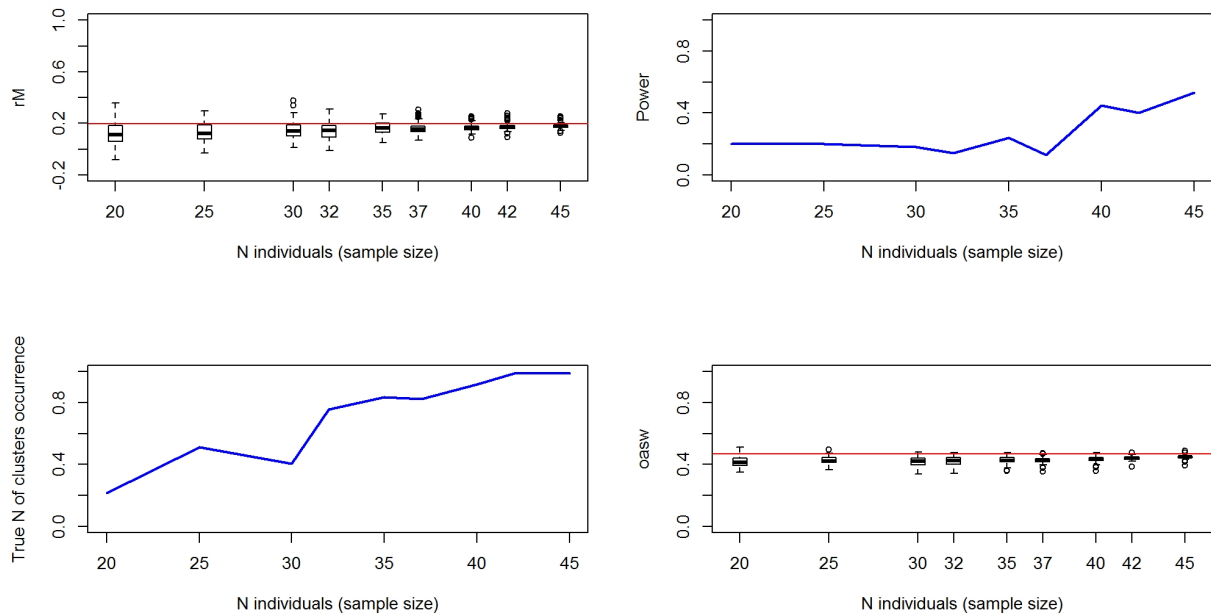 rM
1.0
0.6
0.2
-0.2
20 25 30 32 35 37 40 42 45
N individuals (sample size)
Power
0.8
0.4
0.0
20 25 30 35 40 45
N individuals (sample size)
True N of clusters occurrence
0.8
0.4
0.0
20 25 30 35 40 45
N individuals (sample size)
oasw
0.8
0.4
0.0
20 25 30 32 35 37 40 42 45
N individuals (sample size)